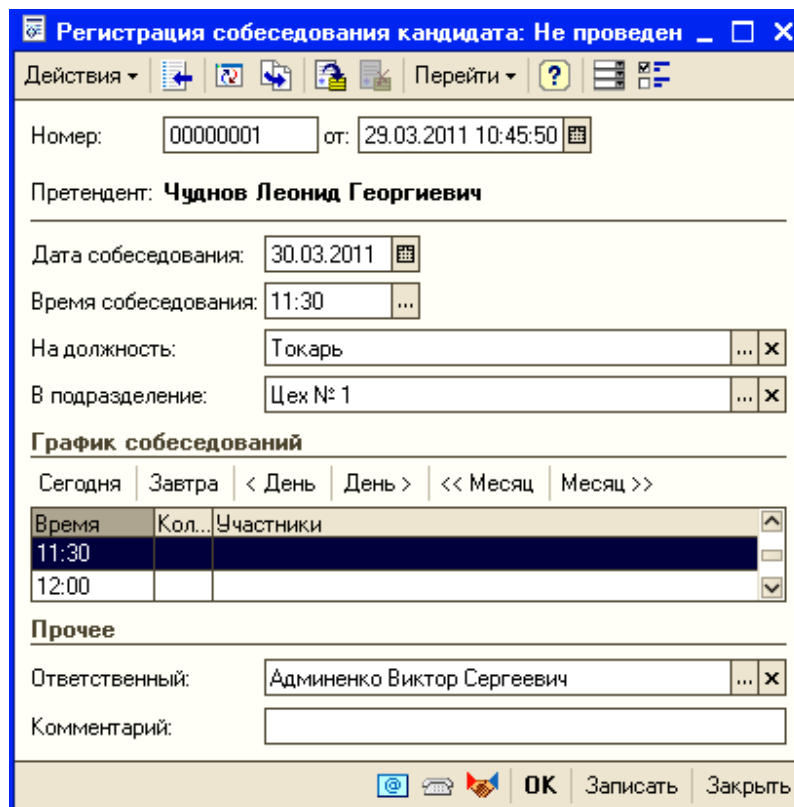 Регистрация собеседования кандидата: Не проведен
Действия Перейти ?
Номер: 00000001 от: 29.03.2011 10:45:50
Претендент: Чуднов Леонид Георгиевич
Дата собеседования: 30.03.2011
Время собеседования: 11:30 ...
На должность: Токарь ... x
В подразделение: Цех № 1 ... x
График собеседований
Сегодня Завтра < День День > << Месяц Месяц >>
Время Кол... Участники
11:30
12:00
Прочее
Ответственный: Админенко Виктор Сергеевич ... x
Комментарий:
@ OK Записать Закрыть